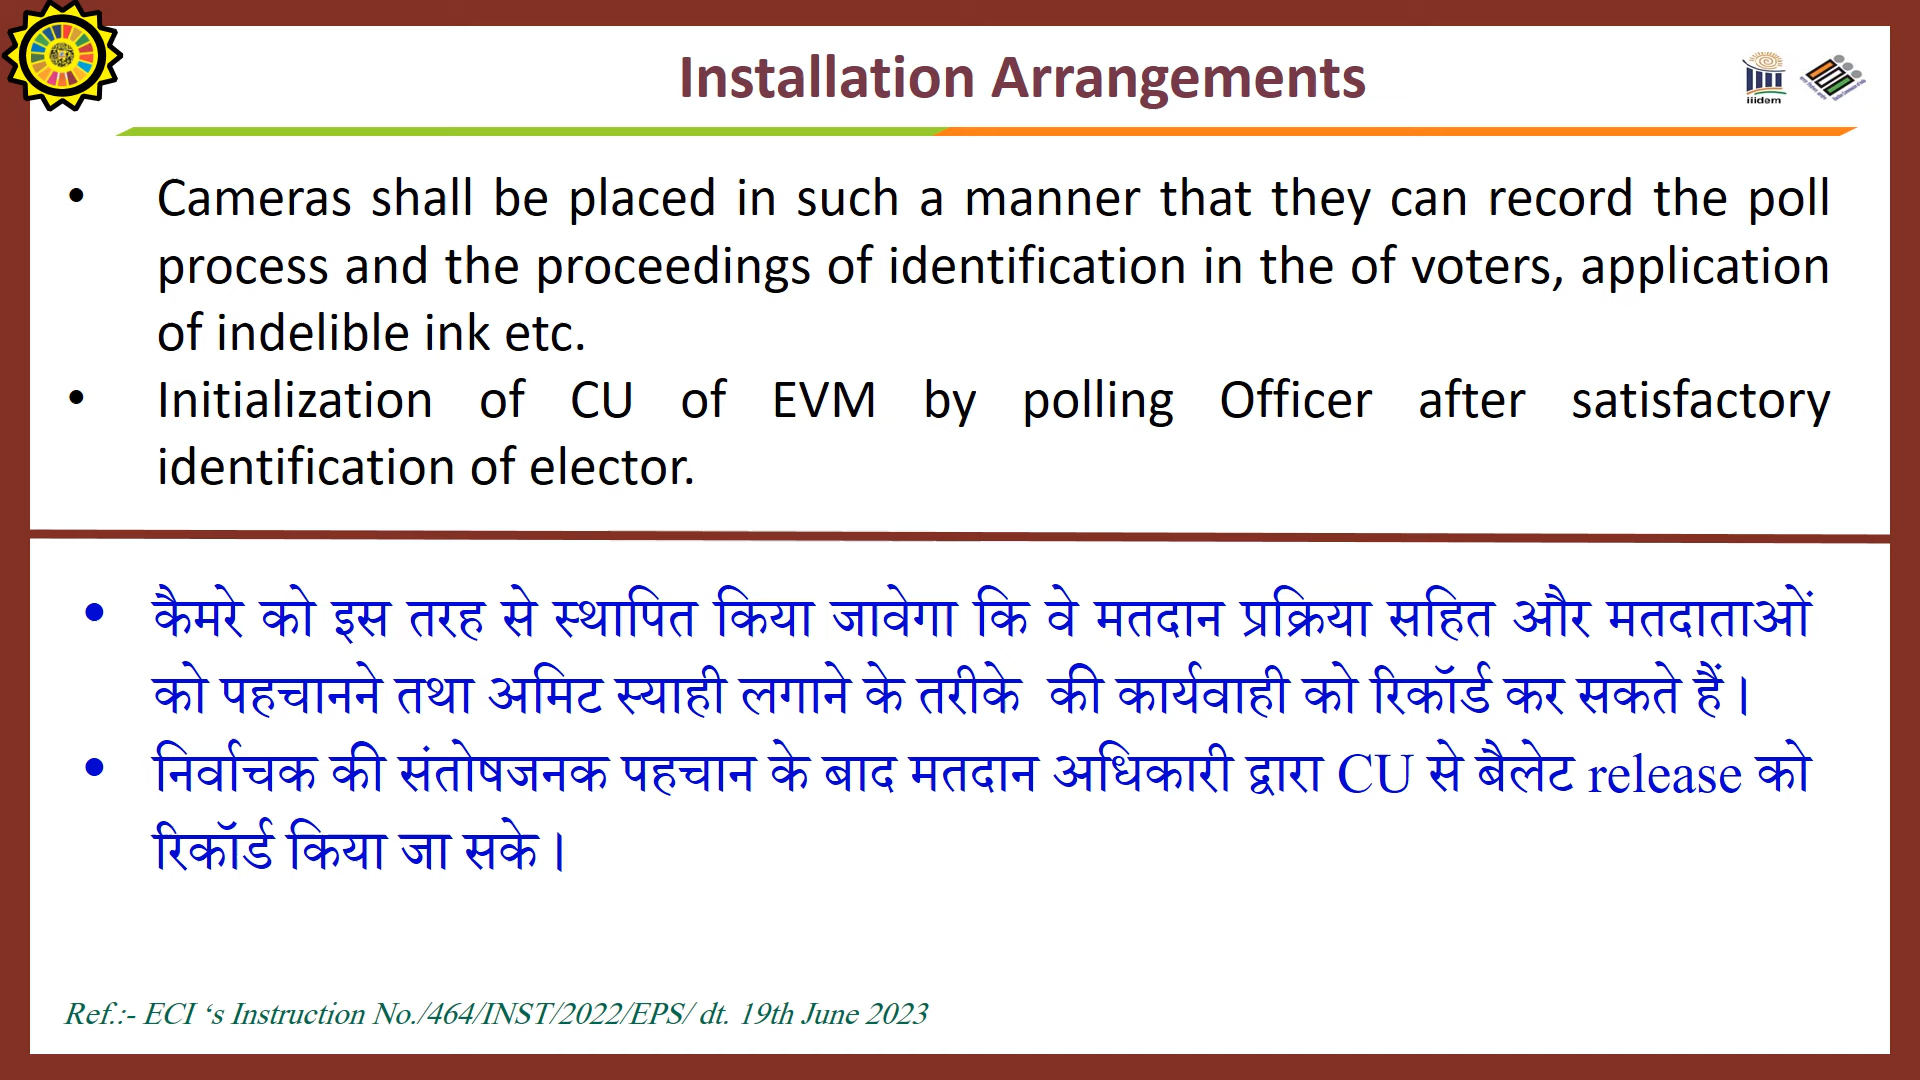 Installation Arrangements
iiidem
• Cameras shall be placed in such a manner that they can record the poll
process and the proceedings of identification in the of voters, application
of indelible ink etc.
• Initialization of CU of EVM by polling Officer after satisfactory
identification of elector.
• कैमरे को इस तरह से स्थापित किया जावेगा कि वे मतदान प्रक्रिया सहित और मतदाताओं
को पहचानने तथा अमिट स्याही लगाने के तरीके की कार्यवाही को रिकॉर्ड कर सकते हैं।
• निर्वाचक की संतोषजनक पहचान के बाद मतदान अधिकारी द्वारा CU से बैलेट release को
रिकॉर्ड किया जा सके।
Ref.:- ECI ‘s Instruction No./464/INST/2022/EPS/ dt. 19th June 2023